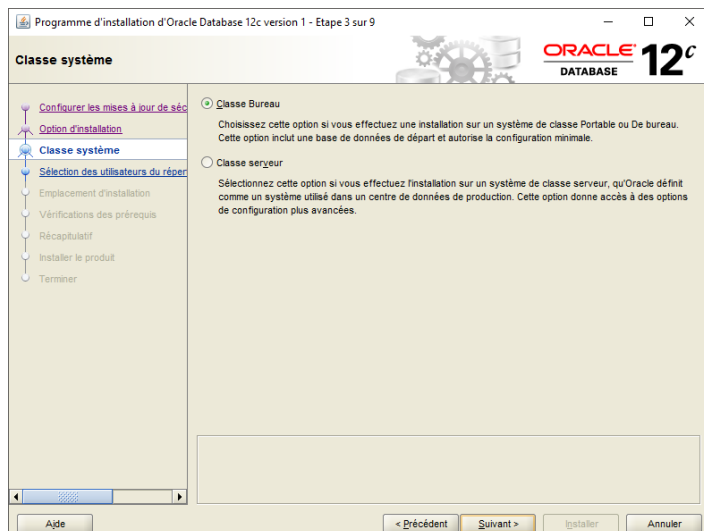 Programme d'installation d'Oracle Database 12c version 1 - Etape 3 sur 9
Classe système
ORACLE
DATABASE
12c
Configurer les mises à jour de séc
Option d'installation
Classe système
Sélection des utilisateurs du réper
Emplacement d'installation
Vérifications des prérequis
Récapitulatif
Installer le produit
Terminer
Classe Bureau
Choisissez cette option si vous effectuez une installation sur un système de classe Portable ou De bureau.
Cette option inclut une base de données de départ et autorise la configuration minimale.
Classe serveur
Sélectionnez cette option si vous effectuez l'installation sur un système de classe serveur, qu'Oracle définit
comme un système utilisé dans un centre de données de production. Cette option donne accès à des options
de configuration plus avancées.
Aide
< Précédent
Suivant >
Installer
Annuler